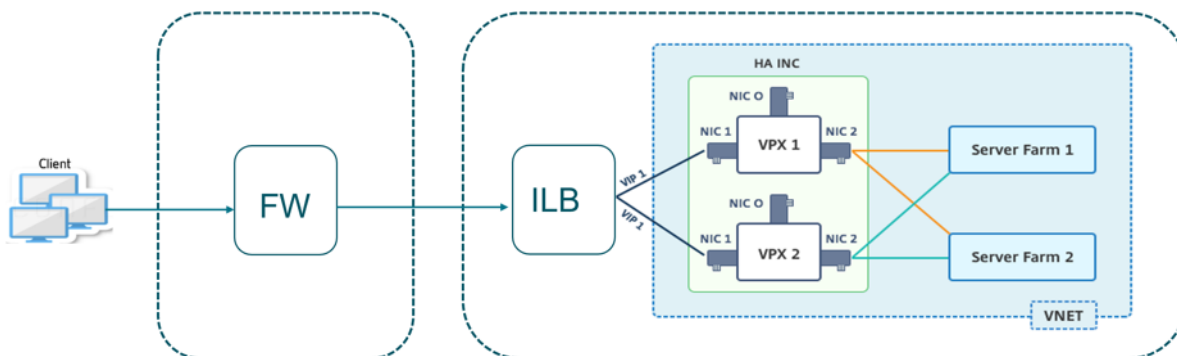 HA INC
NIC O
NIC 1
VPX 1
NIC 2
Server Farm 1
Client
FW
ILB
VIP 1
VIP 1
NIC O
NIC 1
VPX 2
NIC 2
Server Farm 2
VNET